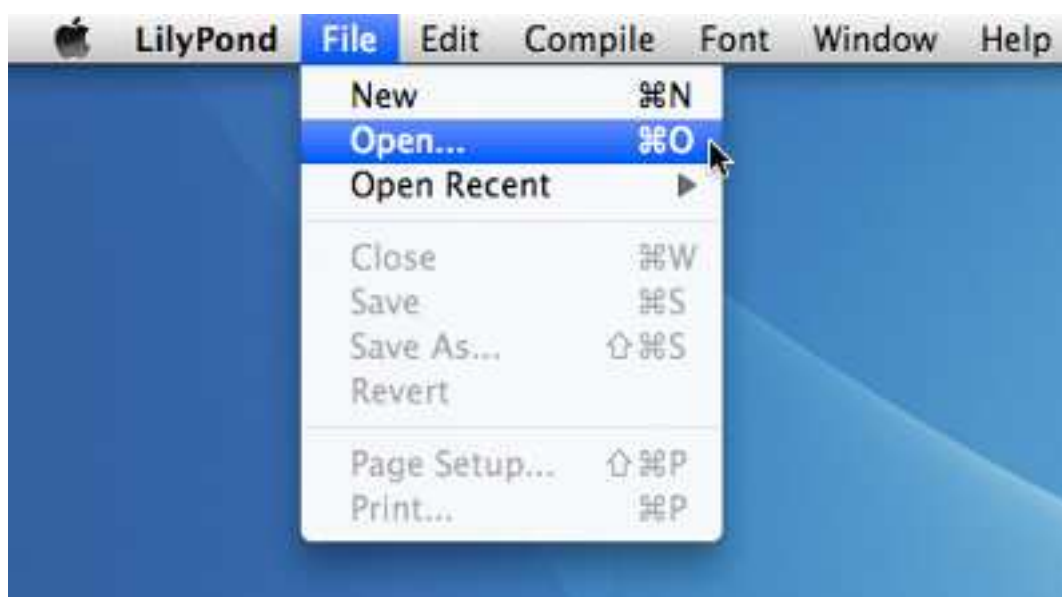 LilyPond File Edit Compile Font Window Help
New ⌘N
Open... ⌘O
Open Recent ▶
Close ⌘W
Save ⌘S
Save As... ⇧⌘S
Revert
Page Setup... ⇧⌘P
Print... ⌘P